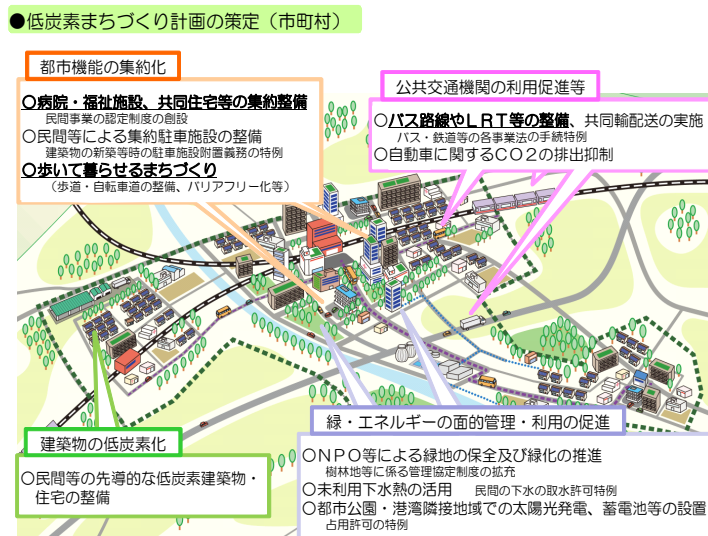 ●低炭素まちづくり計画の策定（市町村）
都市機能の集約化
○病院・福祉施設、共同住宅等の集約整備
民間事業の認定制度の創設
○民間等による集約駐車施設の整備
建築物の新築等時の駐車施設附置義務の特例
○歩いて暮らせるまちづくり
（歩道・自転車道の整備、バリアフリー化等）
公共交通機関の利用促進等
○バス路線やＬＲＴ等の整備、共同輸配送の実施
バス・鉄道等の各事業法の手続特例
○自動車に関するＣＯ２の排出抑制
建築物の低炭素化
○民間等の先導的な低炭素建築物・
住宅の整備
緑・エネルギーの面的管理・利用の促進
○ＮＰＯ等による緑地の保全及び緑化の推進
樹林地等に係る管理協定制度の拡充
○未利用下水熱の活用　民間の下水の取水許可特例
○都市公園・港湾隣接地域での太陽光発電、蓄電池等の設置
占用許可の特例